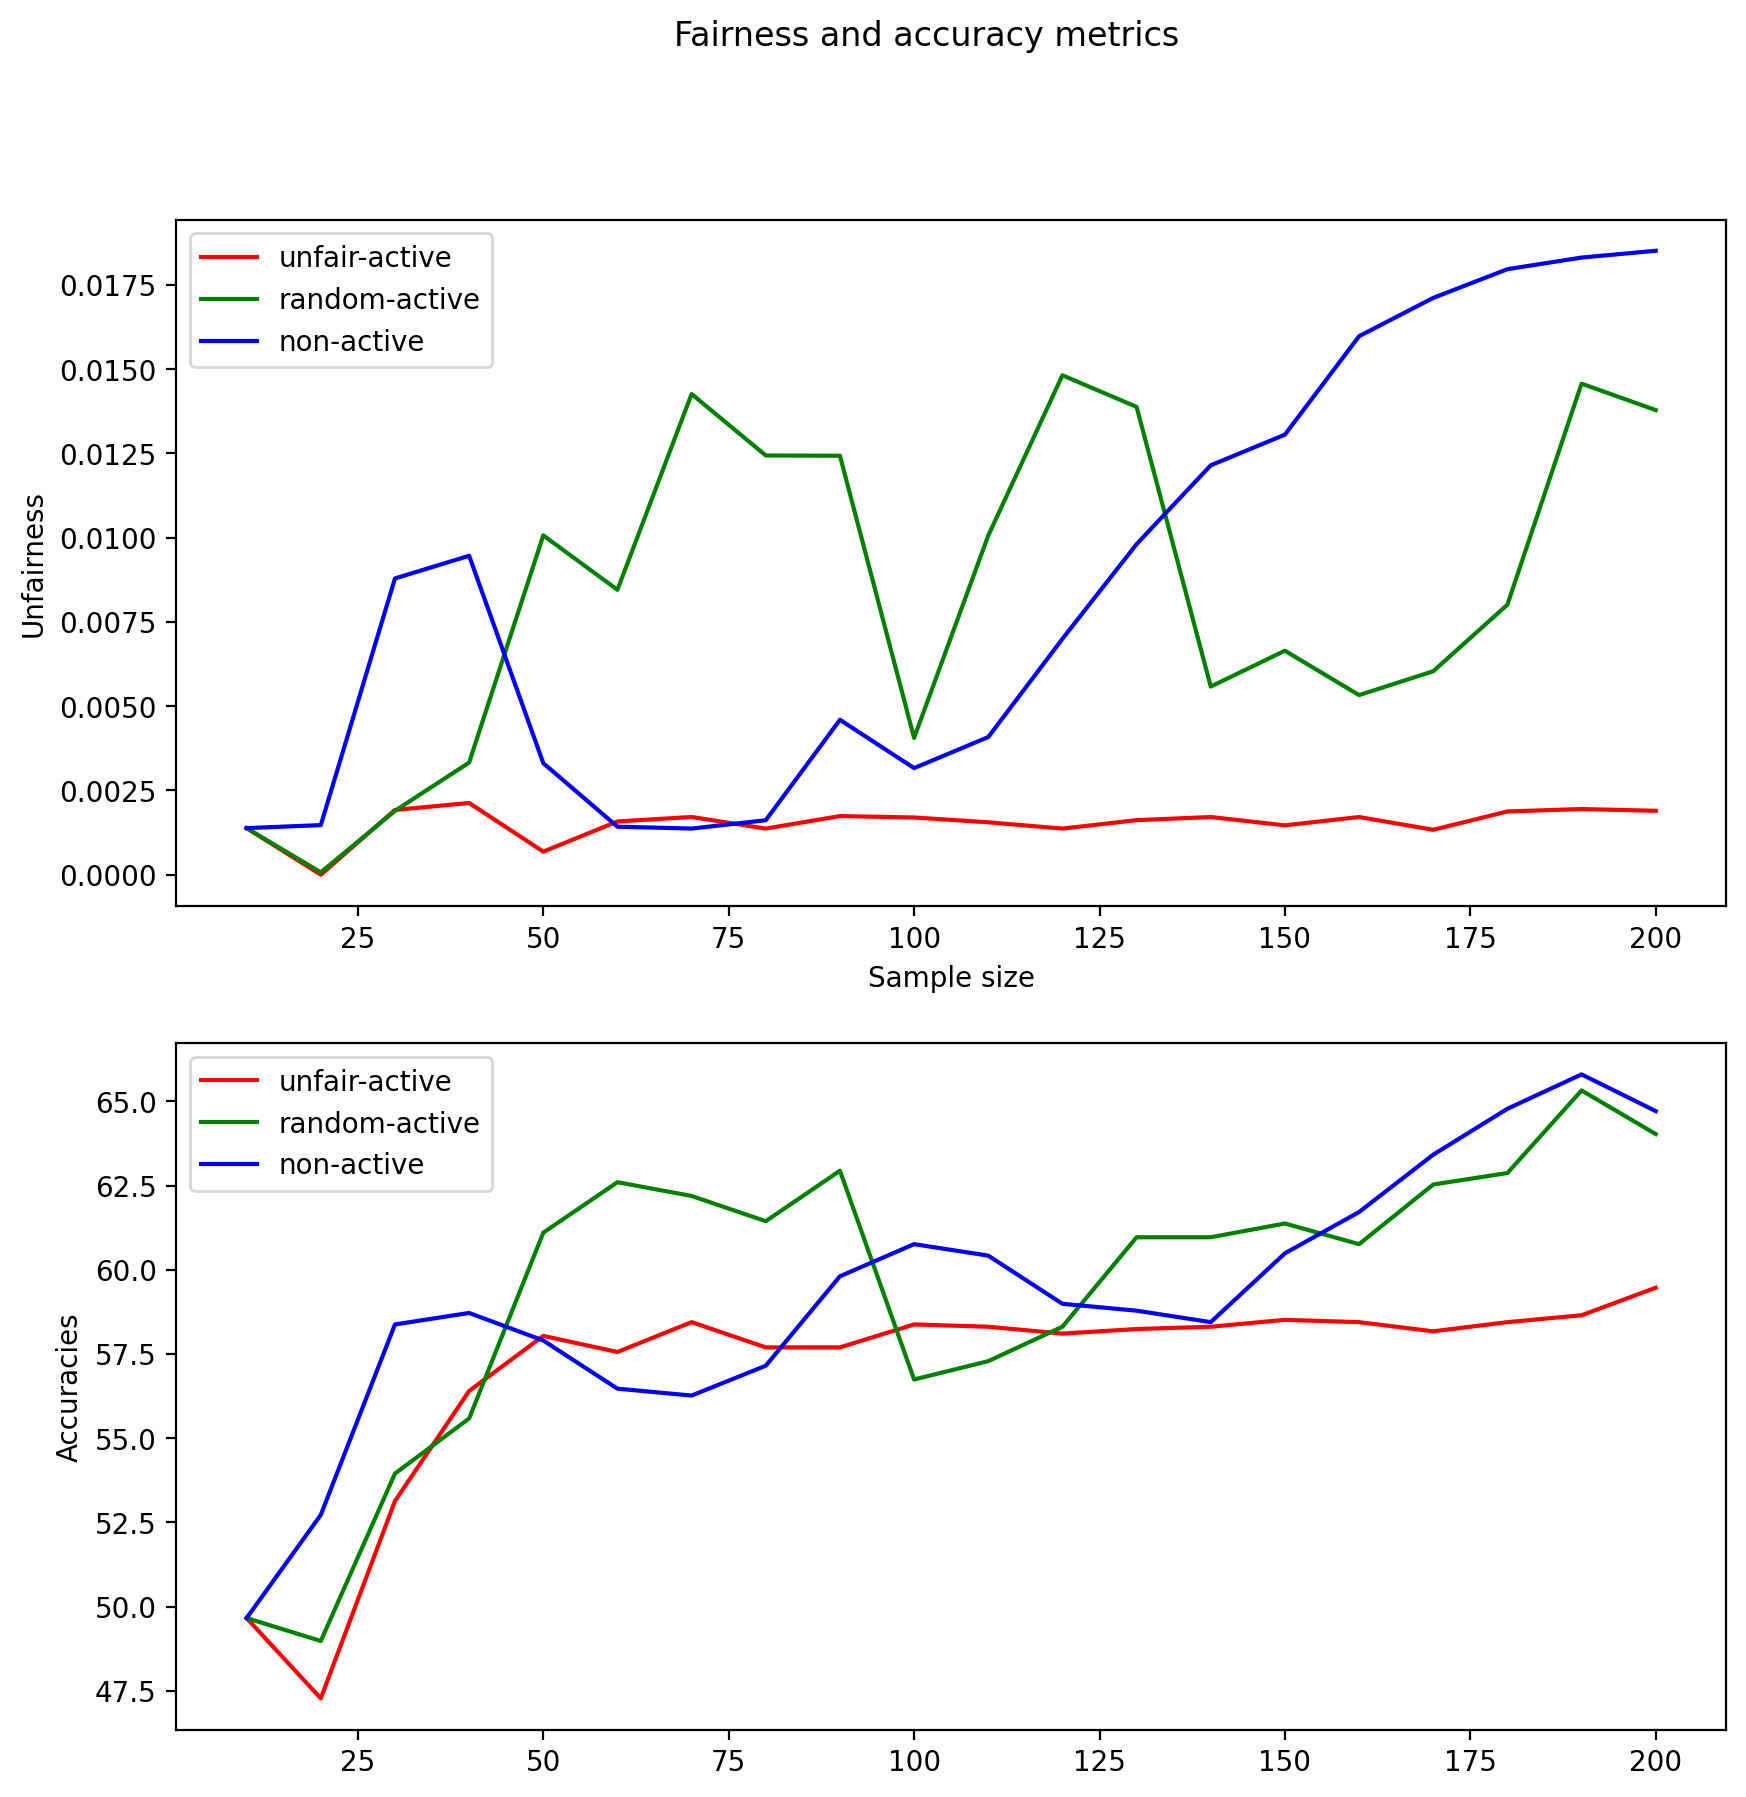 Fairness and accuracy metrics
unfair-active
random-active
non-active
0.0175
0.0150
0.0125
0.0100
0.0075
0.0050
0.0025
0.0000
Unfairness
25 50 75 100 125 150 175 200
Sample size
unfair-active
random-active
non-active
65.0
62.5
60.0
57.5
55.0
52.5
50.0
47.5
Accuracies
25 50 75 100 125 150 175 200